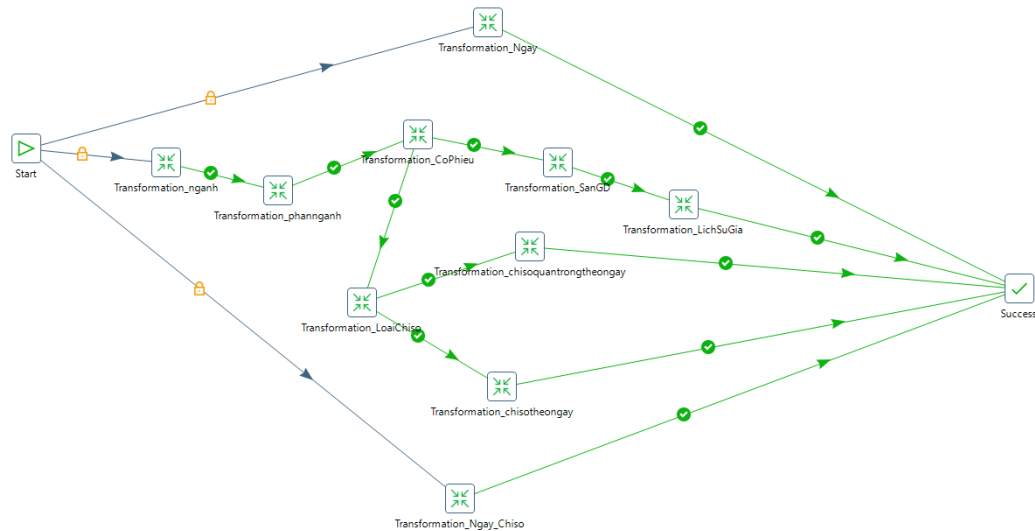 Transformation_Ngay
Start
Transformation_nganh
Transformation_phannganh
Transformation_CoPhieu
Transformation_SanGD
Transformation_LichSuGia
Transformation_chisoquantrongtheongay
Transformation_LoaiChiso
Success
Transformation_chisotheongay
Transformation_Ngay_Chiso